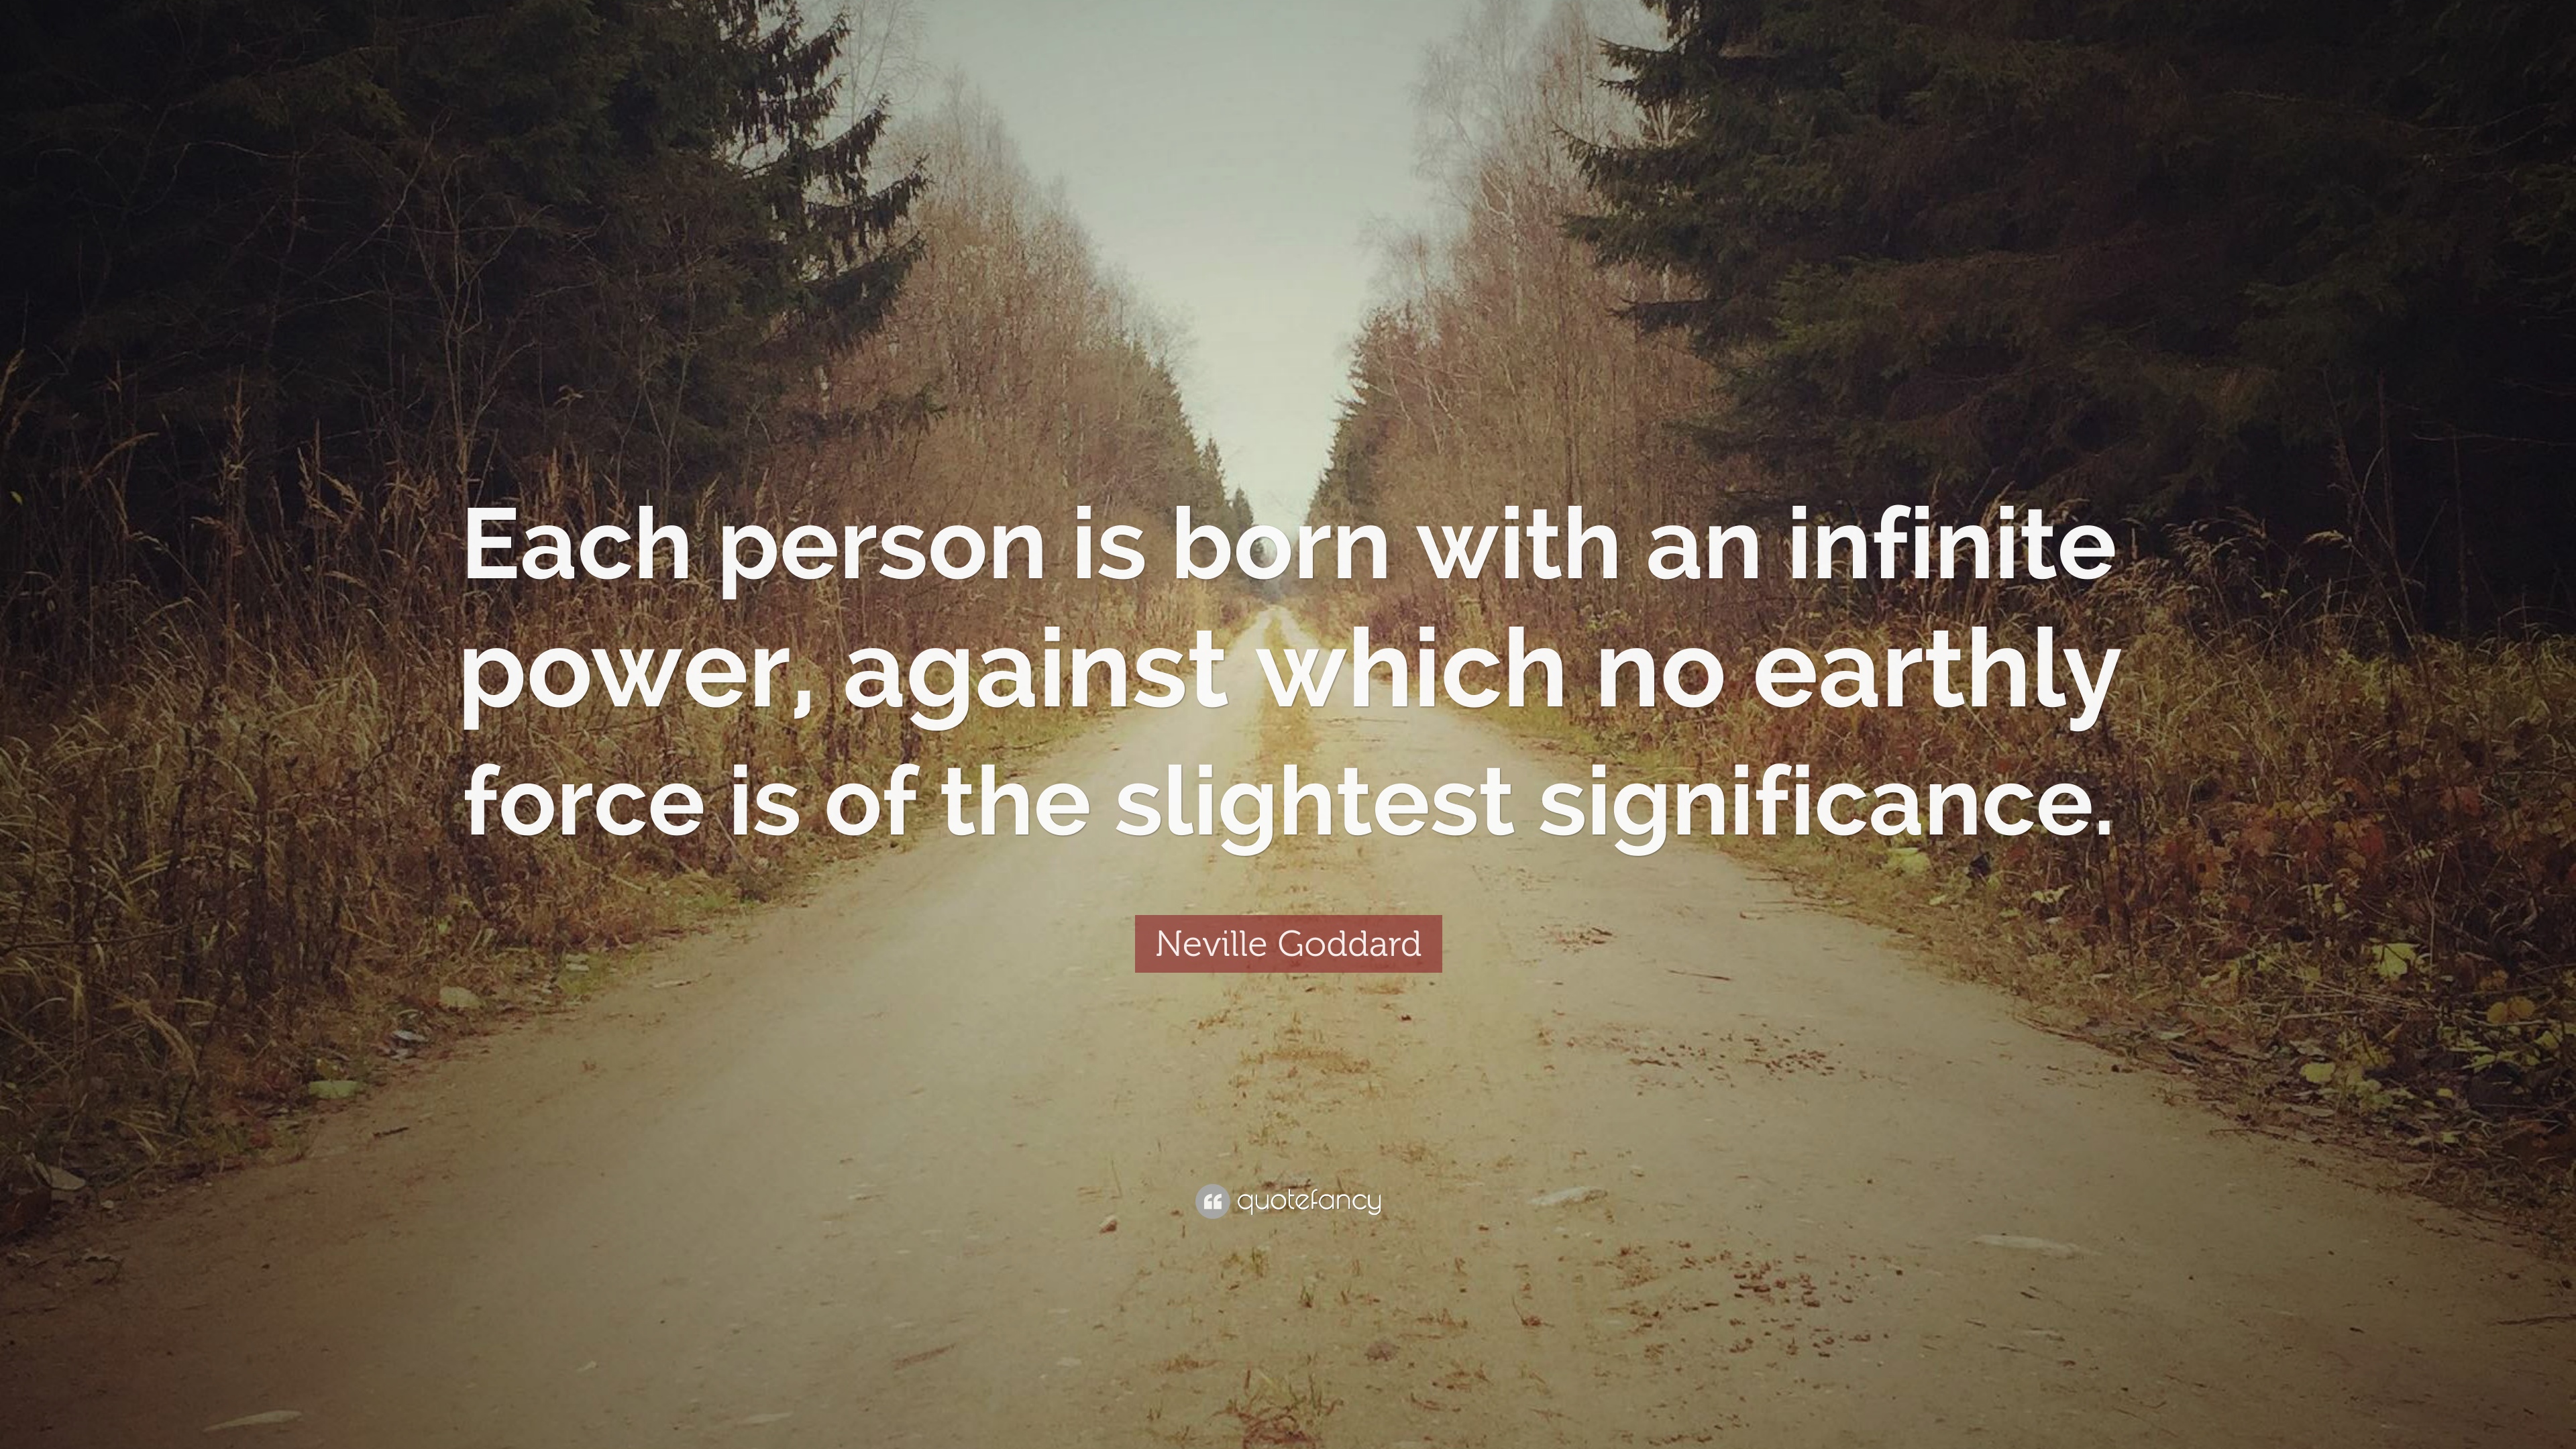 Each person is born with an infinite
power, against which no earthly
force is of the slightest significance.
Neville Goddard
quotefancy